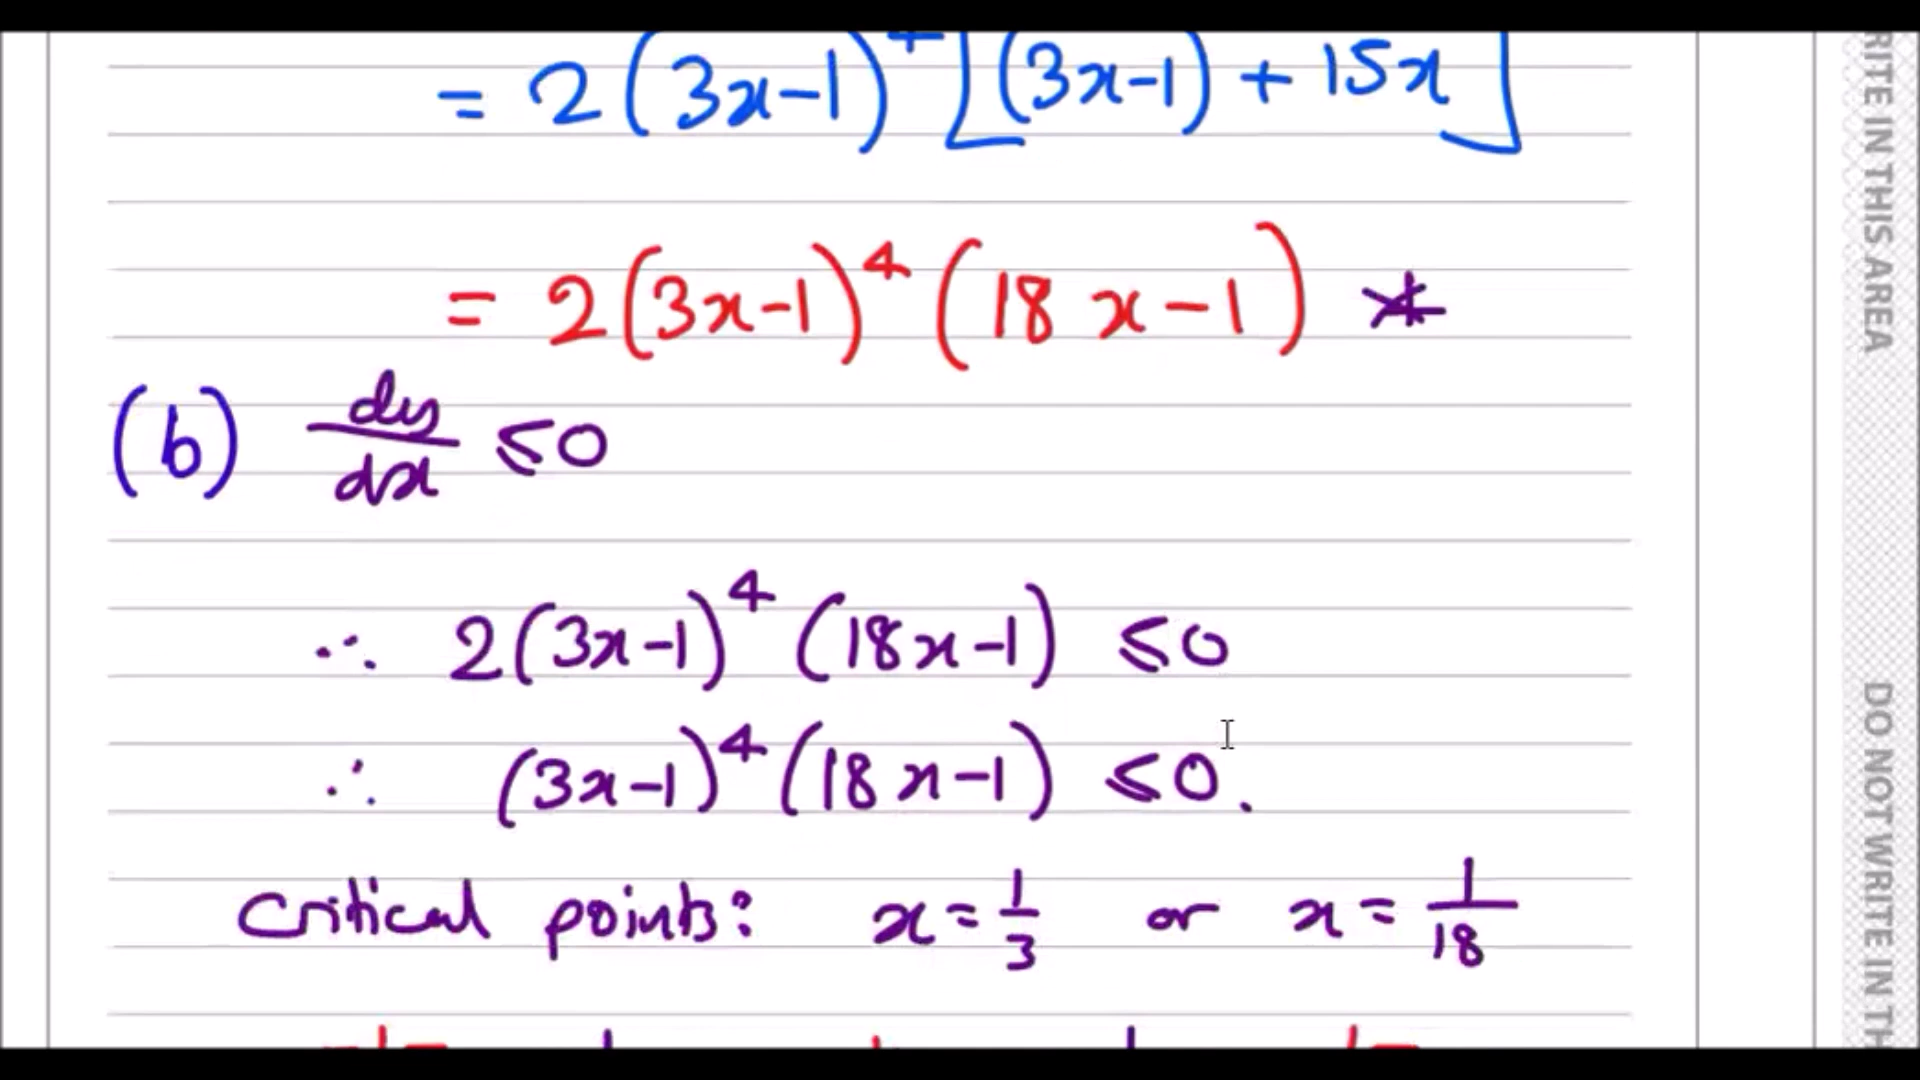 = 2(3x-1)⁴[(3x-1) + 15x]
= 2(3x-1)⁴(18x-1) *
(b) dy/dx ≤0
∴ 2(3x-1)⁴(18x-1) ≤0
∴ (3x-1)⁴(18x-1) ≤0.
Critical points: x = 1/3 or x = 1/18
RITE IN THIS AREA
DO NOT WRITE IN TH